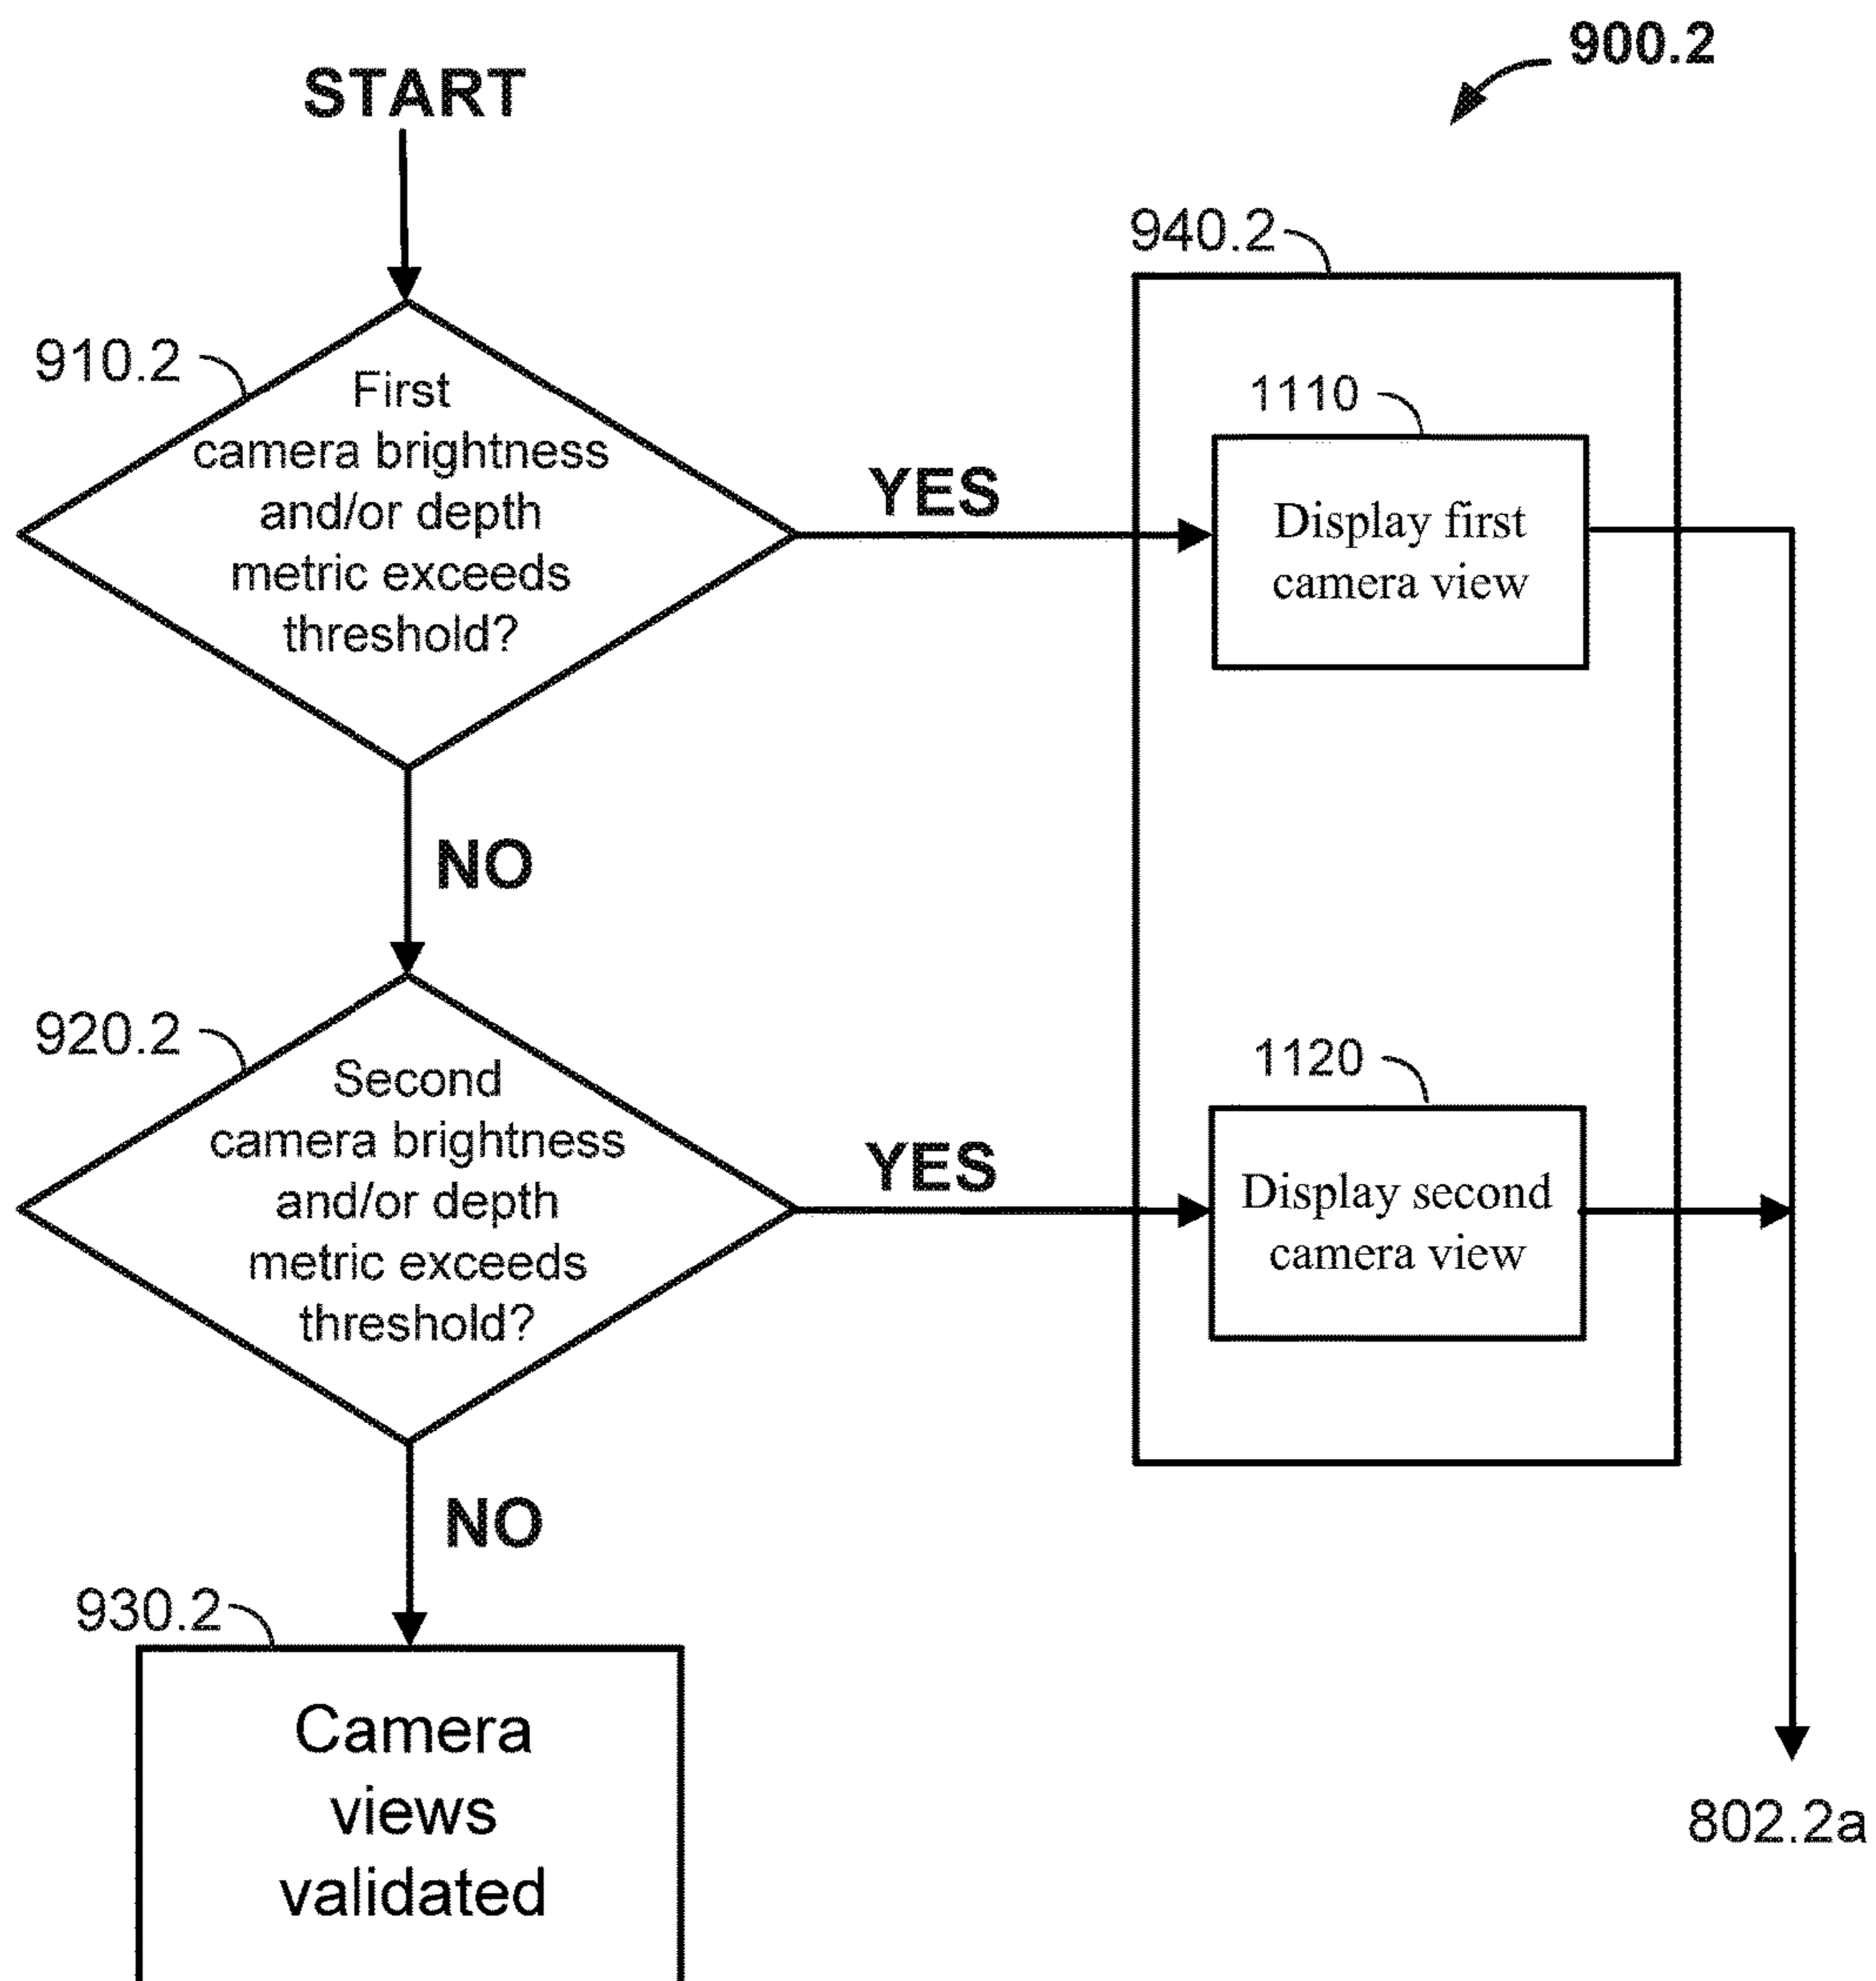 900.2
START
940.2
910.2
First
camera brightness
and/or depth
metric exceeds
threshold?
YES
1110
Display first
camera view
NO
920.2
Second
camera brightness
and/or depth
metric exceeds
threshold?
YES
1120
Display second
camera view
NO
930.2
Camera
views
validated
802.2a